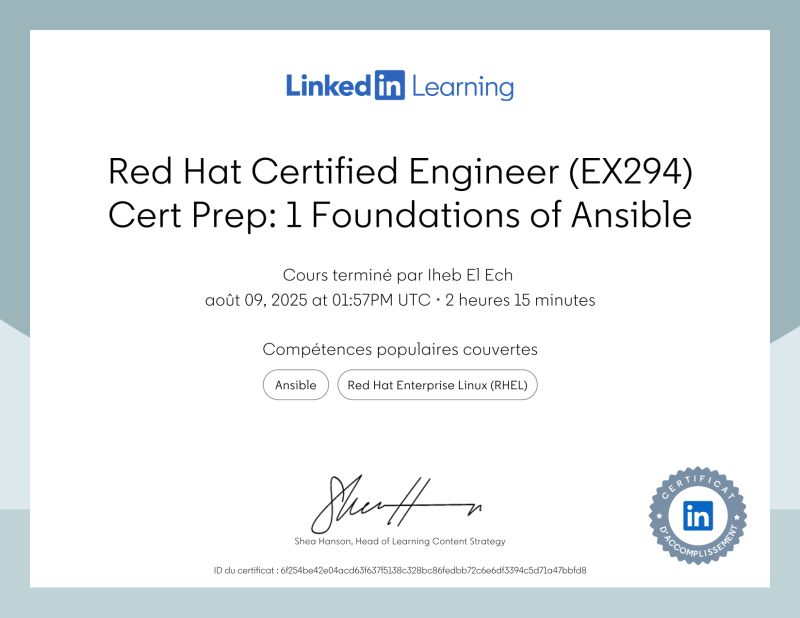 Linked in Learning
Red Hat Certified Engineer (EX294)
Cert Prep: 1 Foundations of Ansible
Cours terminé par Iheb El Ech
août 09, 2025 at 01:57PM UTC • 2 heures 15 minutes
Compétences populaires couvertes
Ansible
Red Hat Enterprise Linux (RHEL)
Shea Hanson, Head of Learning Content Strategy
CERTIFICAT
in
D'ACCOMPLISSEMENT
ID du certificat : 6f254be42e04acd63f637f5138c328bc86fedbb72c6e6df3394c5d71a47bbfd8